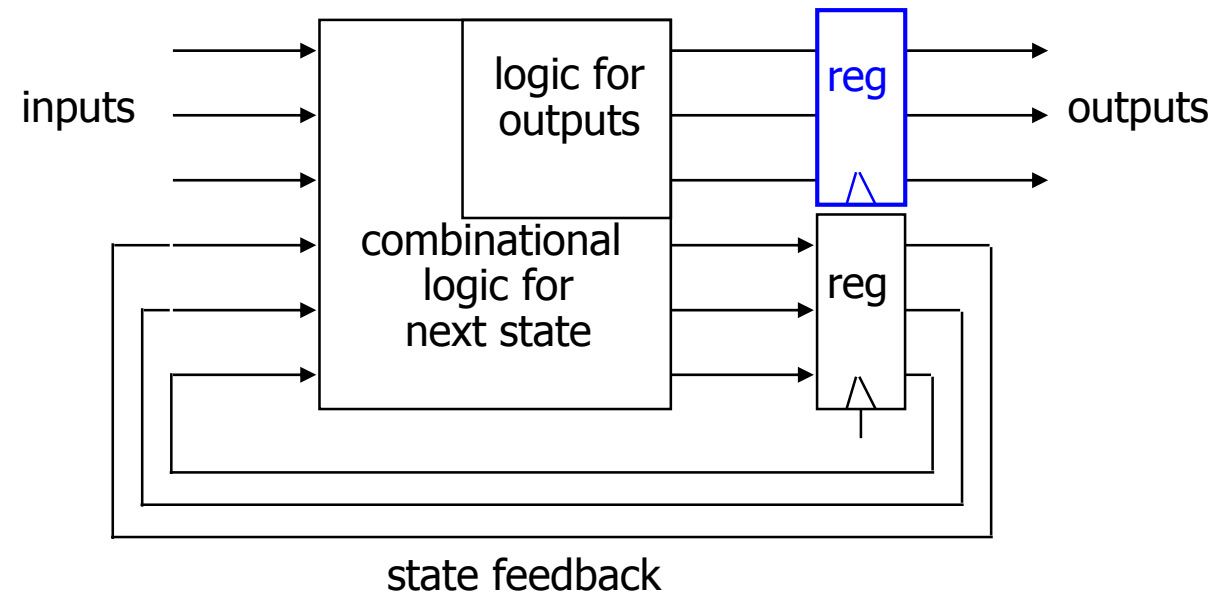 inputs
logic for
outputs
reg
outputs
combinational
logic for
next state
reg
state feedback